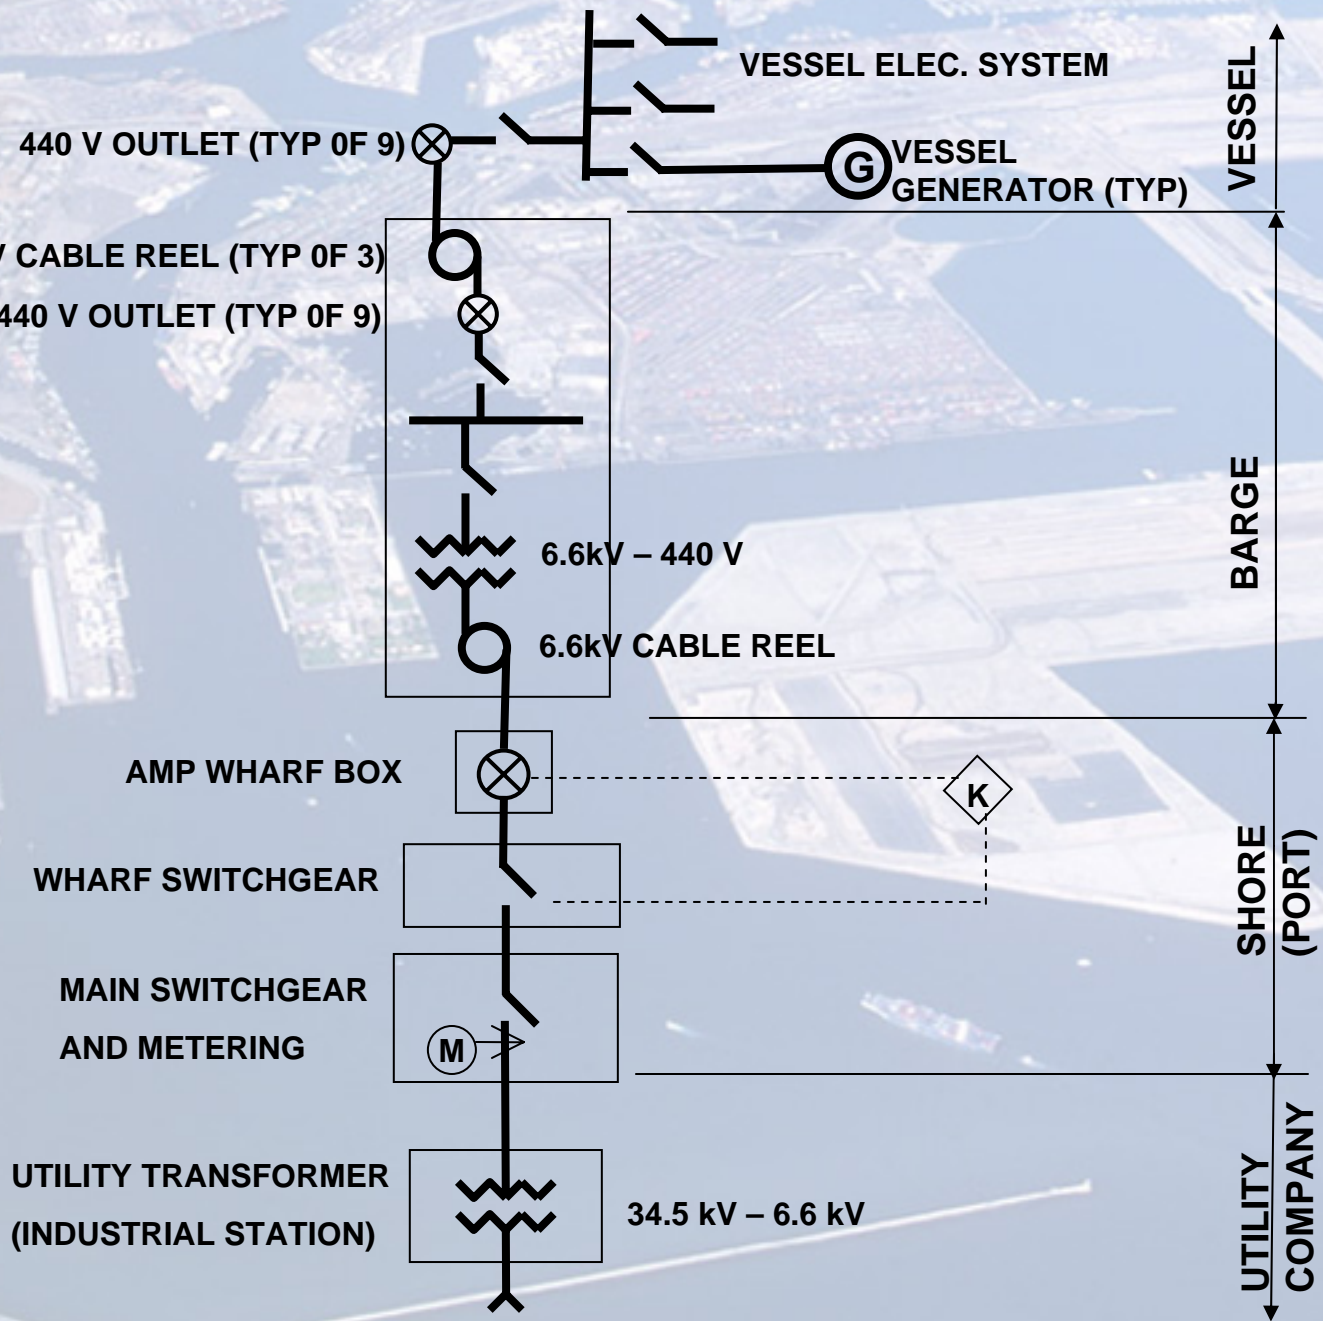 VESSEL ELEC. SYSTEM
VESSEL
440 V OUTLET (TYP 0F 9)
G
VESSEL
GENERATOR (TYP)
V CABLE REEL (TYP 0F 3)
440 V OUTLET (TYP 0F 9)
BARGE
6.6kV – 440 V
6.6kV CABLE REEL
AMP WHARF BOX
K
WHARF SWITCHGEAR
SHORE
(PORT)
MAIN SWITCHGEAR
AND METERING
M
UTILITY TRANSFORMER
(INDUSTRIAL STATION)
34.5 kV – 6.6 kV
UTILITY
COMPANY